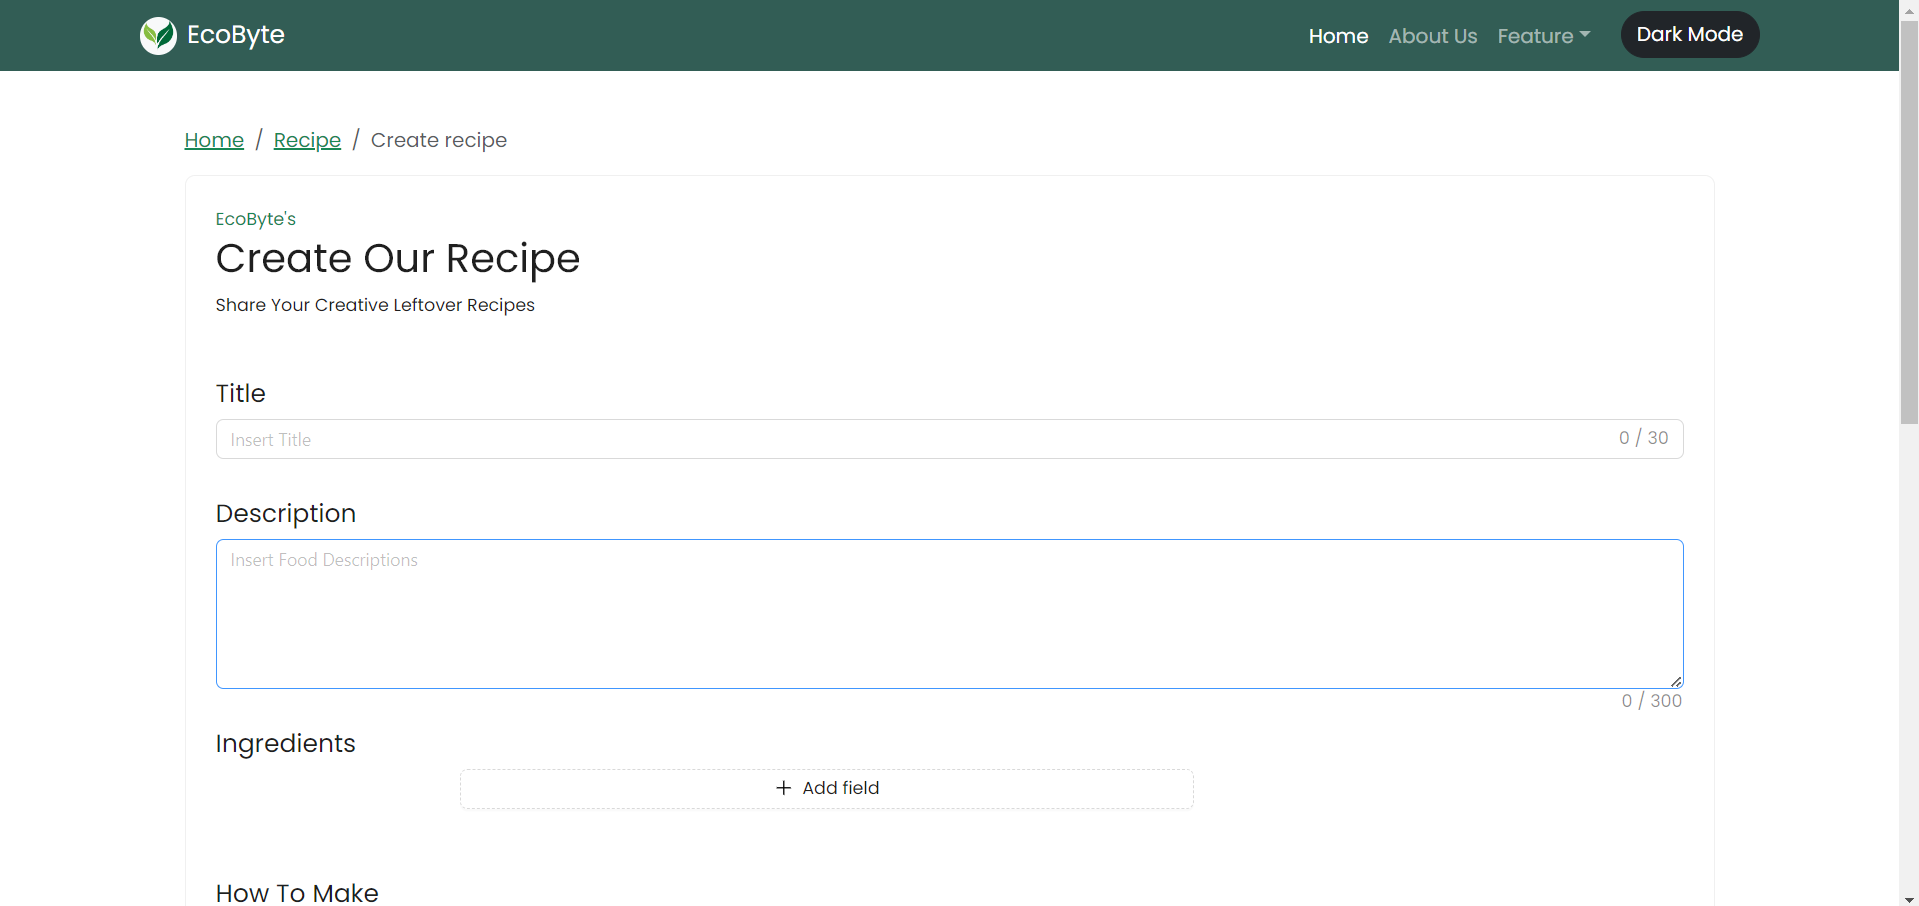 EcoByte
Home About Us Feature Dark Mode
Home / Recipe / Create recipe
EcoByte's
Create Our Recipe
Share Your Creative Leftover Recipes
Title
Insert Title 0 / 30
Description
Insert Food Descriptions
0 / 300
Ingredients
+ Add field
How To Make